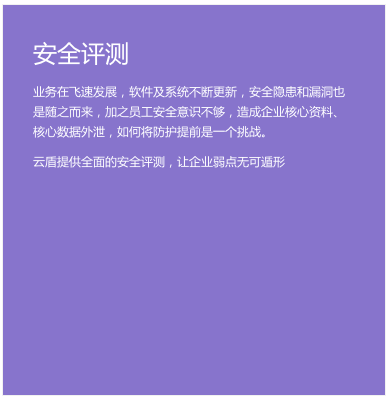 安全评测
业务在飞速发展，软件及系统不断更新，安全隐患和漏洞也
是随之而来，加之员工安全意识不够，造成企业核心资料、
核心数据外泄，如何将防护提前是一个挑战。
云盾提供全面的安全评测，让企业弱点无可遁形